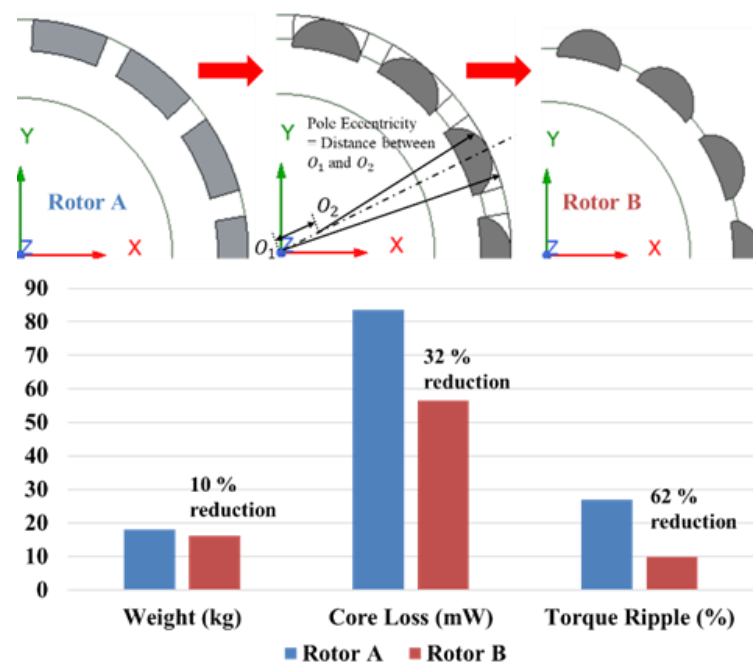 Y
Rotor A
Z
X
Pole Eccentricity
= Distance between
O₁ and O₂
Y
O₂
O₁
Z
X
Y
Rotor B
Z
X
90
80
70
60
50
40
30
20
10
0
10 %
reduction
32 %
reduction
62 %
reduction
Weight (kg)
Core Loss (mW)
Torque Ripple (%)
Rotor A
Rotor B